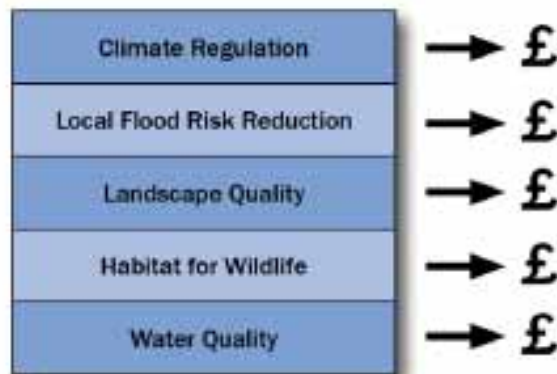 Climate Regulation £
Local Flood Risk Reduction £
Landscape Quality £
Habitat for Wildlife £
Water Quality £